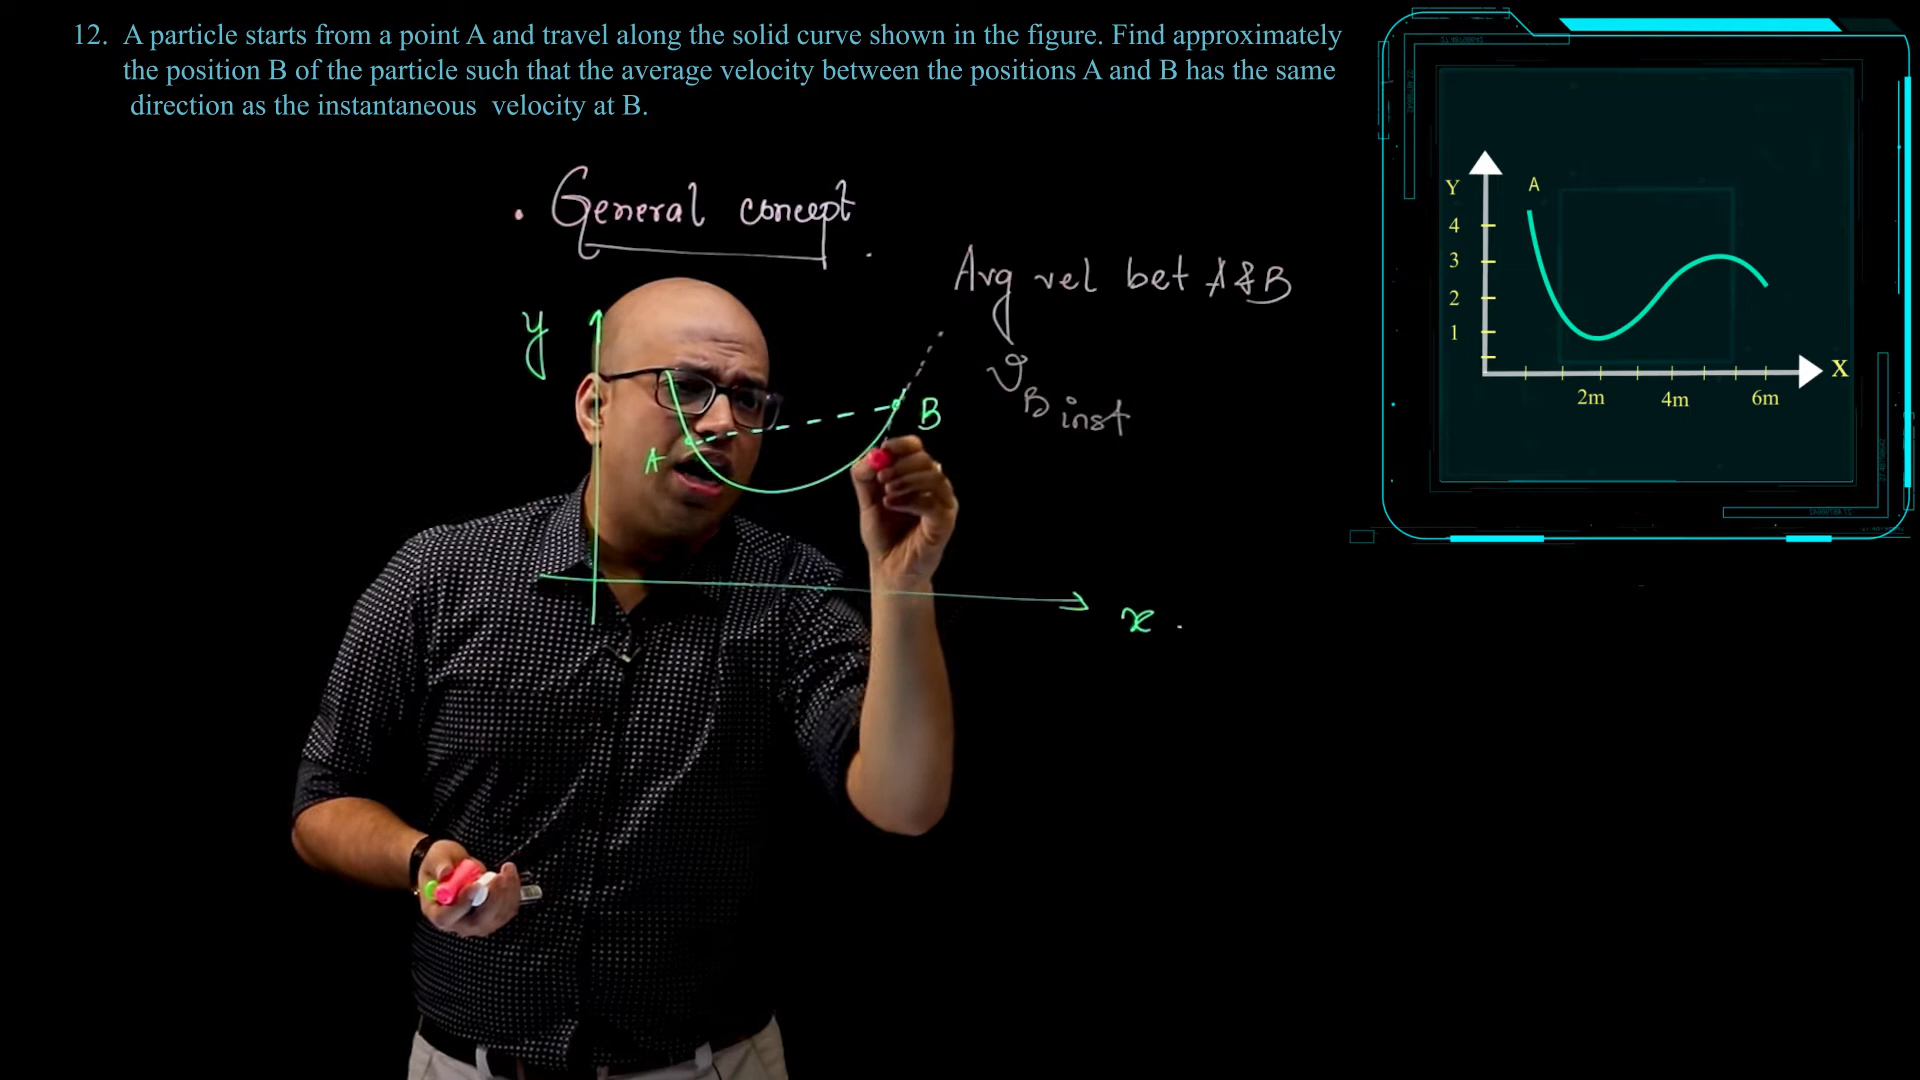 12. A particle starts from a point A and travel along the solid curve shown in the figure. Find approximately
the position B of the particle such that the average velocity between the positions A and B has the same
direction as the instantaneous velocity at B.
. General concept .
Avg vel bet A & B
y
B
A
v B inst
x .
Y
A
4
3
2
1
X
2m
4m
6m